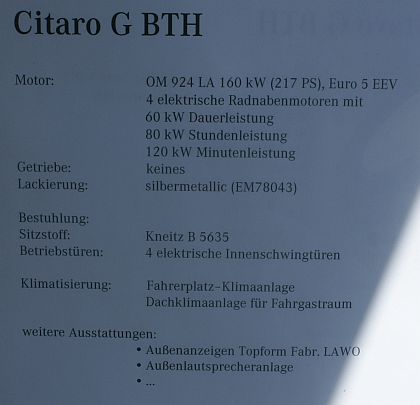 Citaro G BTH
Motor: OM 924 LA 160 kW (217 PS), Euro 5 EEV
4 elektrische Radnabenmotoren mit
60 kW Dauerleistung
80 kW Stundenleistung
120 kW Minutenleistung
Getriebe: keines
Lackierung: silbermetallic (EM78043)
Bestuhlung:
Sitzstoff: Kneitz B 5635
Betriebstüren: 4 elektrische Innenschwingtüren
Klimatisierung: Fahrerplatz-Klimaanlage
Dachklimaanlage für Fahrgastraum
weitere Ausstattungen:
• Außenanzeigen Topform Fabr. LAWO
• Außenlautsprecheranlage
• ...